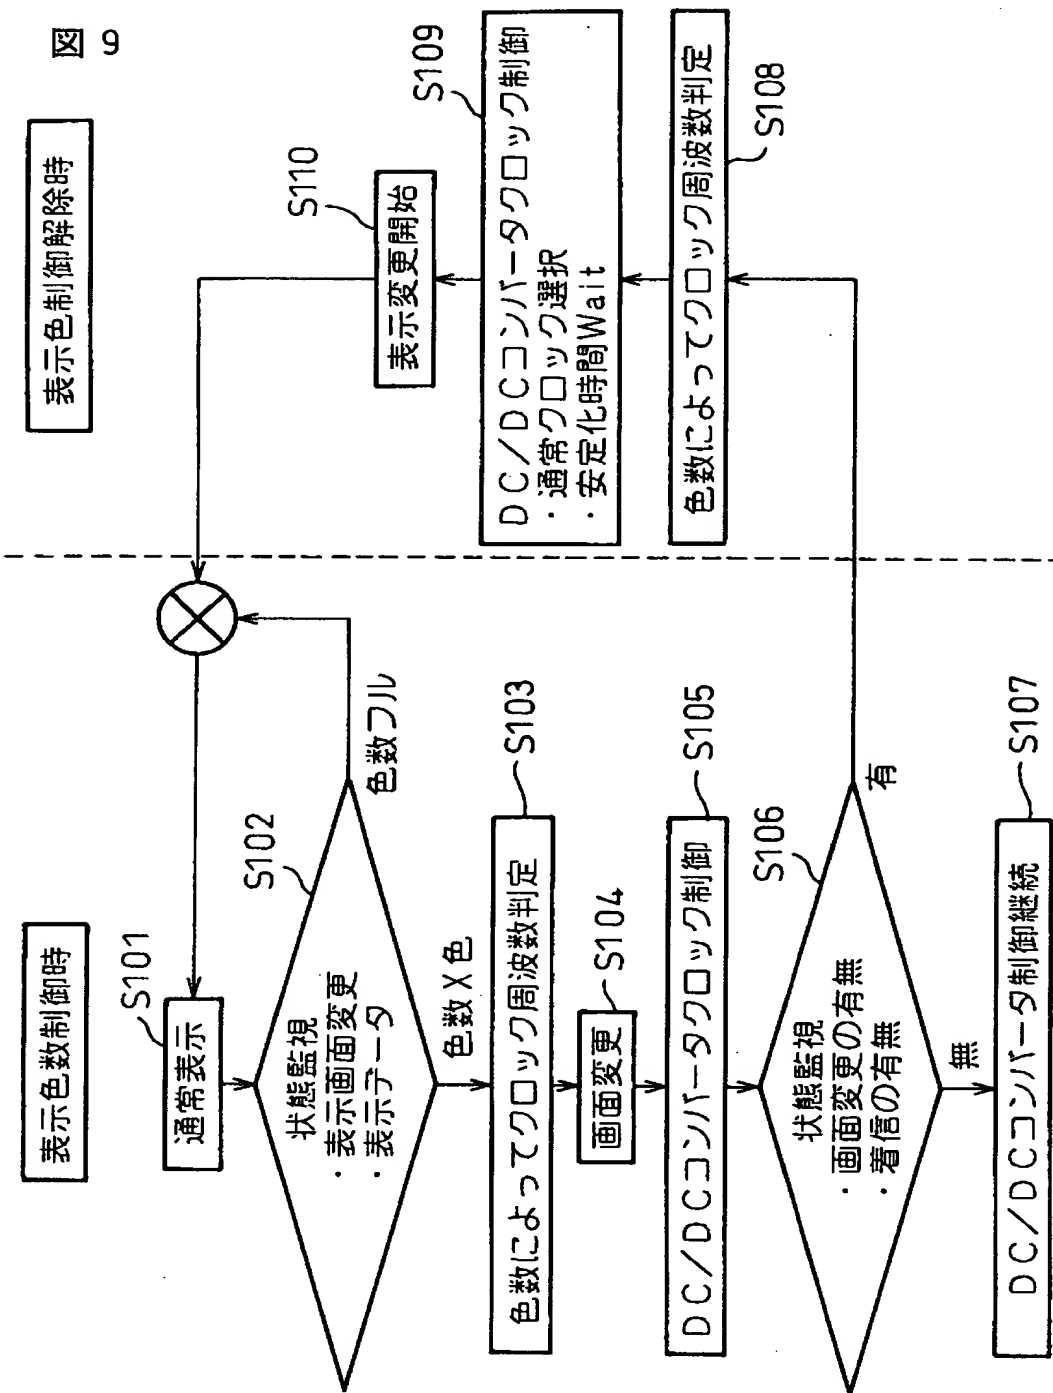 図 9
表示色数制御時
S101
通常表示
S102
状態監視
・表示画面変更
・表示データ
色数フル
色数X色
S103
色数によってクロック周波数判定
S104
画面変更
S105
DC/DCコンバータクロック制御
S106
状態監視
・画面変更の有無
・着信の有無
有
無
S107
DC/DCコンバータ制御継続
表示色制御解除時
S110
表示変更開始
S109
DC/DCコンバータクロック制御
・通常クロック選択
・安定化時間Wait
S108
色数によってクロック周波数判定